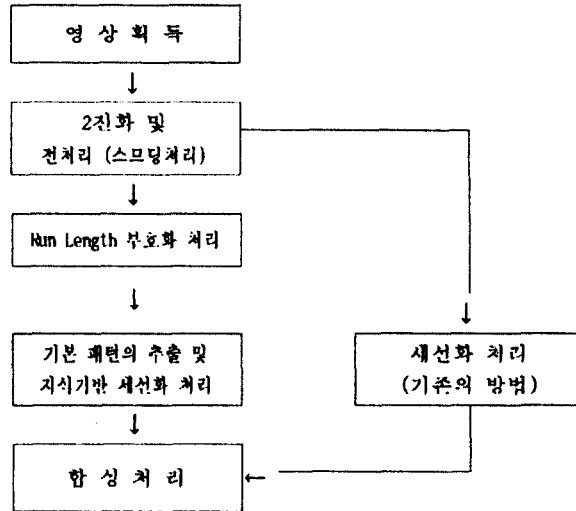 영 상 획 득
2진화 및
전처리 (스므딩처리)
Run Length 부호화 처리
기본 패턴의 추출 및
지식기반 세선화 처리
세선화 처리
(기존의 방법)
합 성 처 리